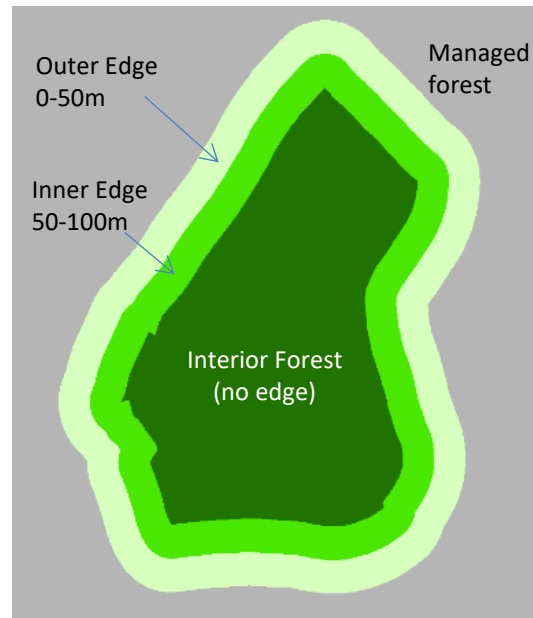 Outer Edge
0-50m
Managed
forest
Inner Edge
50-100m
Interior Forest
(no edge)